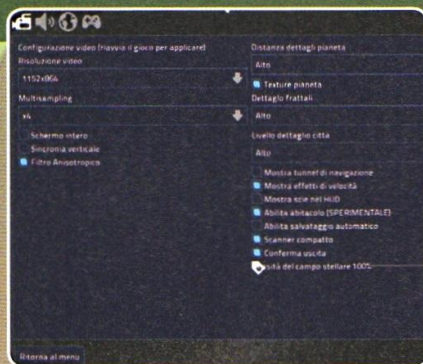 Configurazione video (riavvia il gioco per applicare)
Risoluzione video
1152x864
Multisampling
x4
Schermo intero
Sincronia verticale
Filtro Anisotropico
Distanza dettagli pianeta
Alto
Texture pianeta
Dettaglio frattali
Alto
Livello dettaglio città
Alto
Mostra tunnel di navigazione
Mostra effetti di velocità
Mostra scie nel HUD
Abilita abitacolo (SPERIMENTALE)
Abilita salvataggio automatico
Scanner compatto
Conferma uscita
del campo stellare 100%
Ritorna al menu